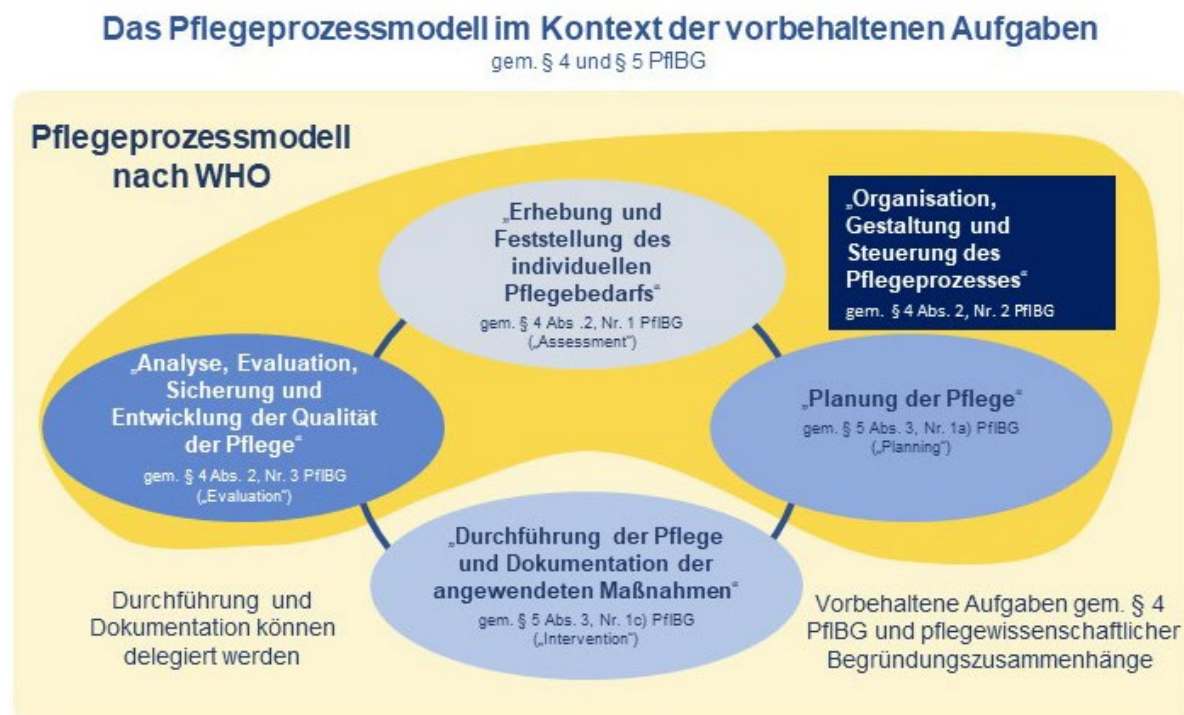 Das Pflegeprozessmodell im Kontext der vorbehaltenen Aufgaben
gem. § 4 und § 5 PflBG
Pflegeprozessmodell
nach WHO
„Erhebung und
Feststellung des
individuellen
Pflegebedarfs“
gem. § 4 Abs .2, Nr. 1 PflBG
(„Assessment“)
„Organisation,
Gestaltung und
Steuerung des
Pflegeprozesses“
gem. § 4 Abs. 2, Nr. 2 PflBG
„Analyse, Evaluation,
Sicherung und
Entwicklung der Qualität
der Pflege“
gem. § 4 Abs. 2, Nr. 3 PflBG
(„Evaluation“)
„Planung der Pflege“
gem. § 5 Abs. 3, Nr. 1a) PflBG
(„Planning“)
„Durchführung der Pflege
und Dokumentation der
angewendeten Maßnahmen“
gem. § 5 Abs. 3, Nr. 1c) PflBG
(„Intervention“)
Durchführung und
Dokumentation können
delegiert werden
Vorbehaltene Aufgaben gem. § 4
PflBG und pflegewissenschaftlicher
Begründungszusammenhänge